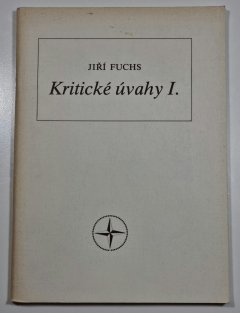 JIŘÍ FUCHS
Kritické úvahy I.